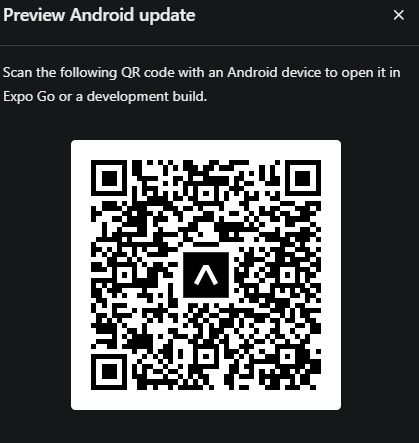 Preview Android update
Scan the following QR code with an Android device to open it in
Expo Go or a development build.